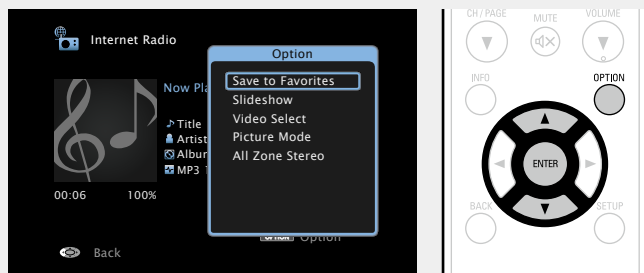 Internet Radio
Option
Save to Favorites
Slideshow
Video Select
Picture Mode
All Zone Stereo
Now Pla
Title
Artist
Albu
MP3
00:06 100%
OPTION Option
Back
CH / PAGE MUTE VOLUME
INFO OPTION
ENTER
BACK SETUP